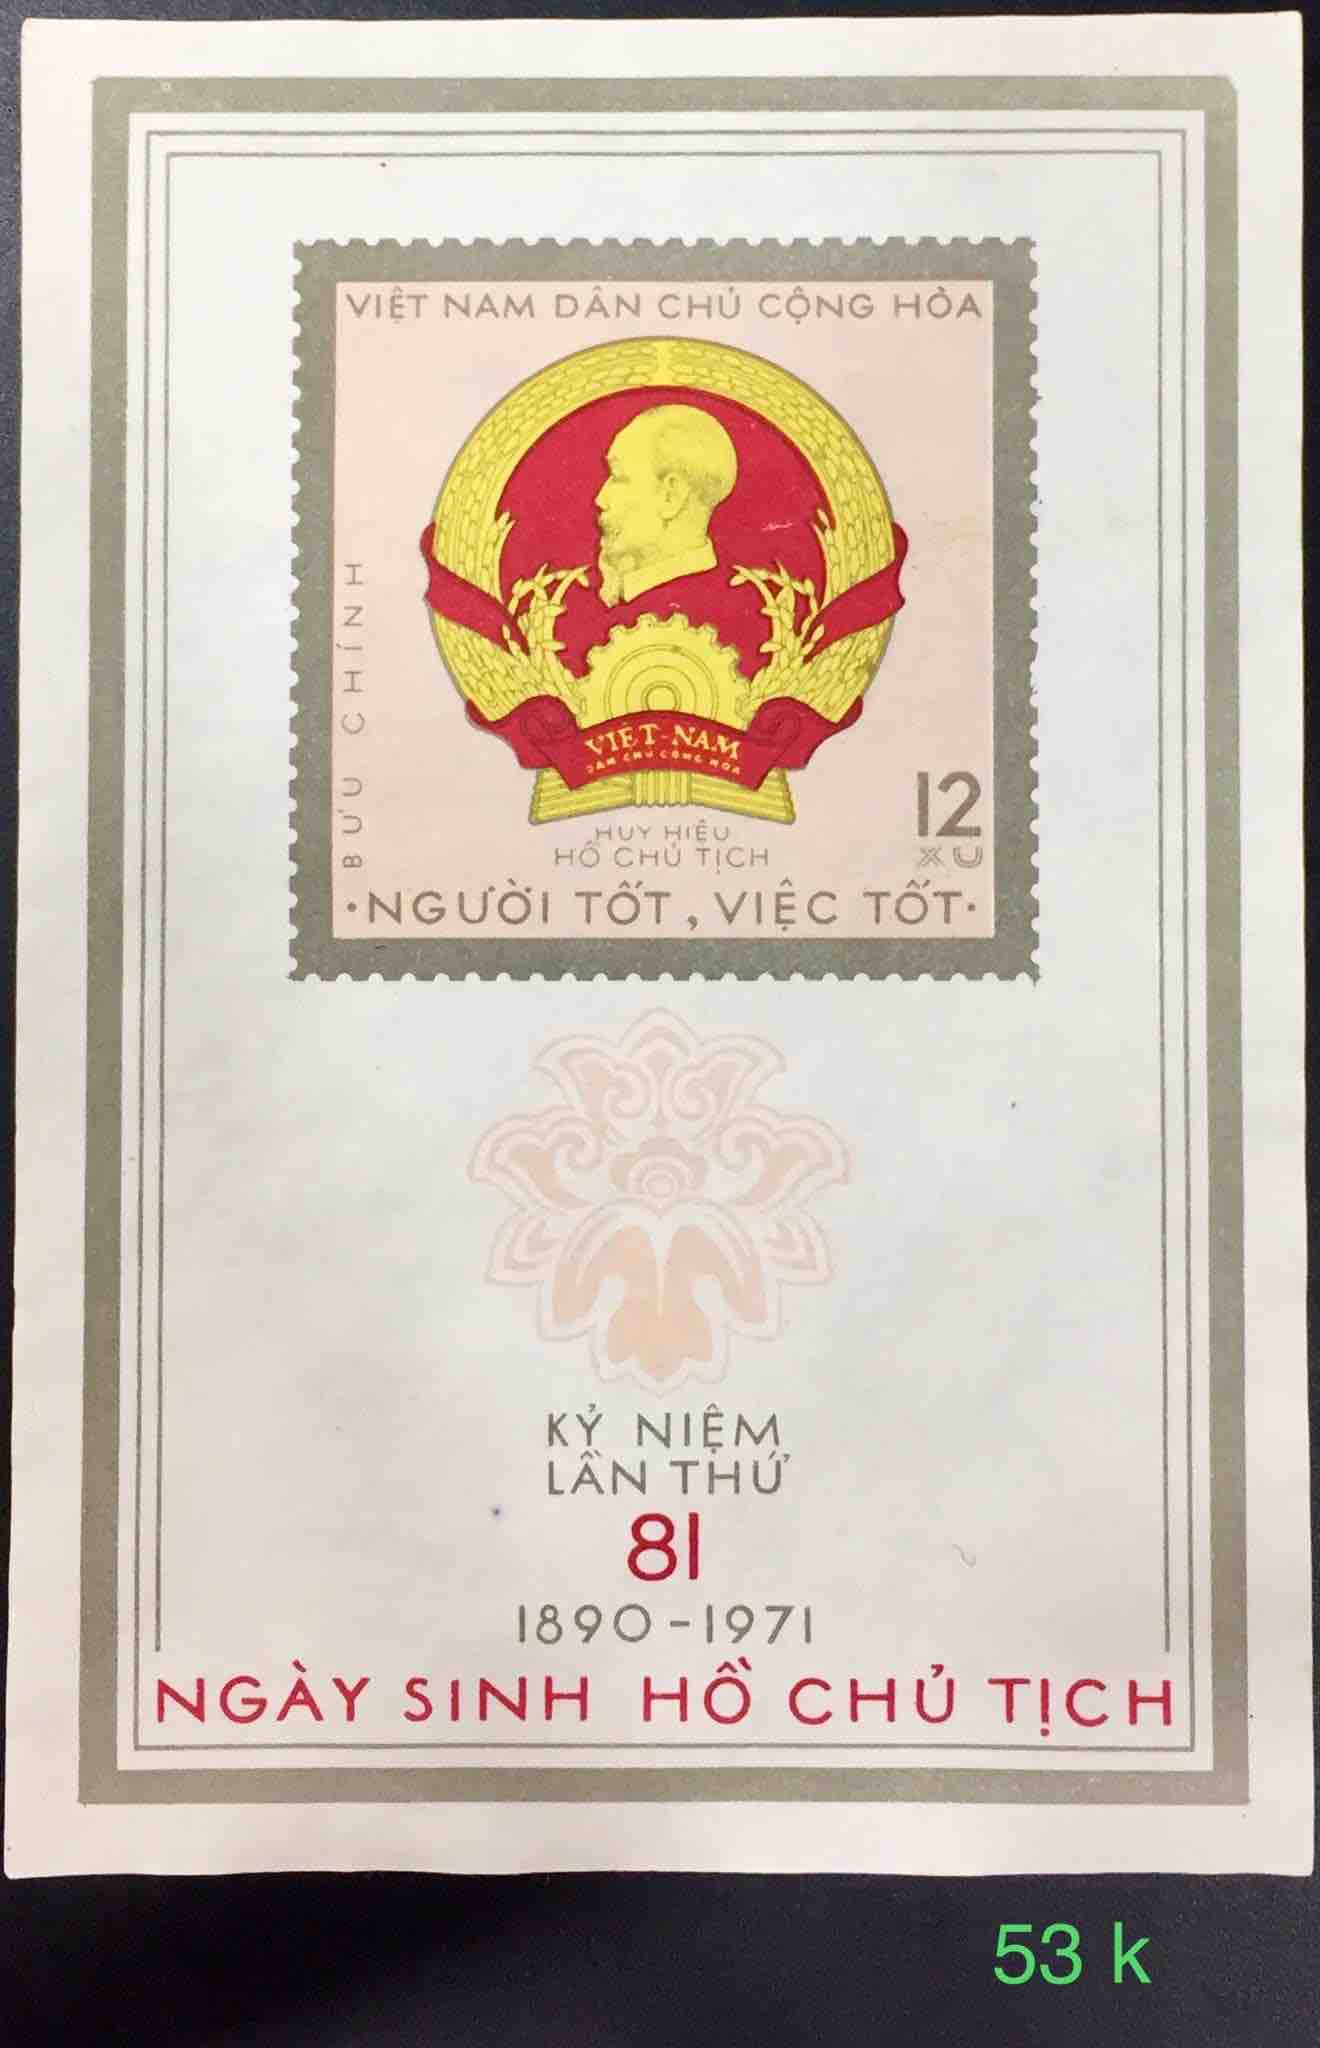 VIỆT NAM DÂN CHỦ CỘNG HÒA
BƯU CHÍNH
VIỆT-NAM
DÂN CHỦ CỘNG HÒA
12
XU
HUY HIỆU
HỒ CHỦ TỊCH
·NGƯỜI TỐT, VIỆC TỐT·
KỶ NIỆM
LẦN THỨ
81
1890-1971
NGÀY SINH HỒ CHỦ TỊCH
53 k